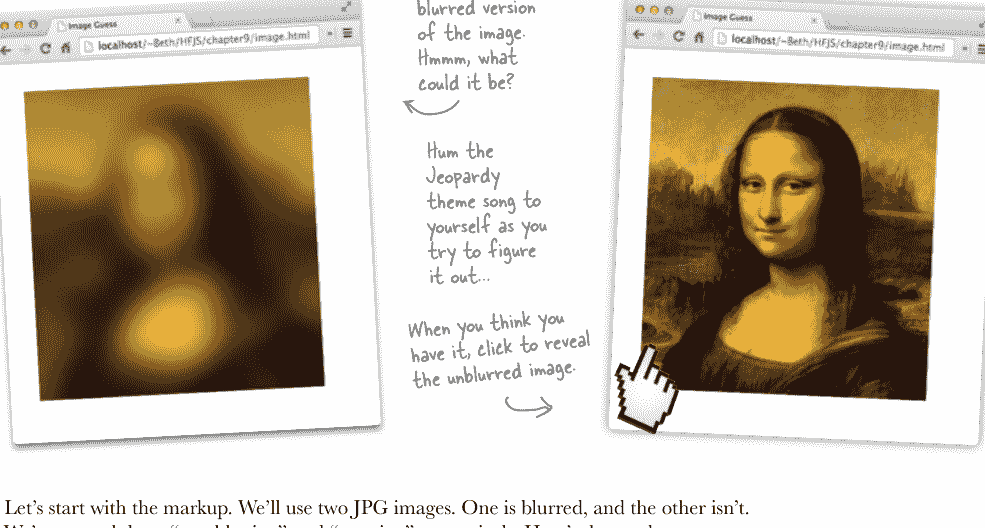 Image Guess
localhost/~Beth/HFJS/chapter9/image.html
blurred version
of the image.
Hmmm, what
could it be?
Hum the
Jeopardy
theme song to
yourself as you
try to figure
it out...
When you think you
have it, click to reveal
the unblurred image.
Image Guess
localhost/~Beth/HFJS/chapter9/image.html
Let's start with the markup. We'll use two JPG images. One is blurred, and the other isn't.